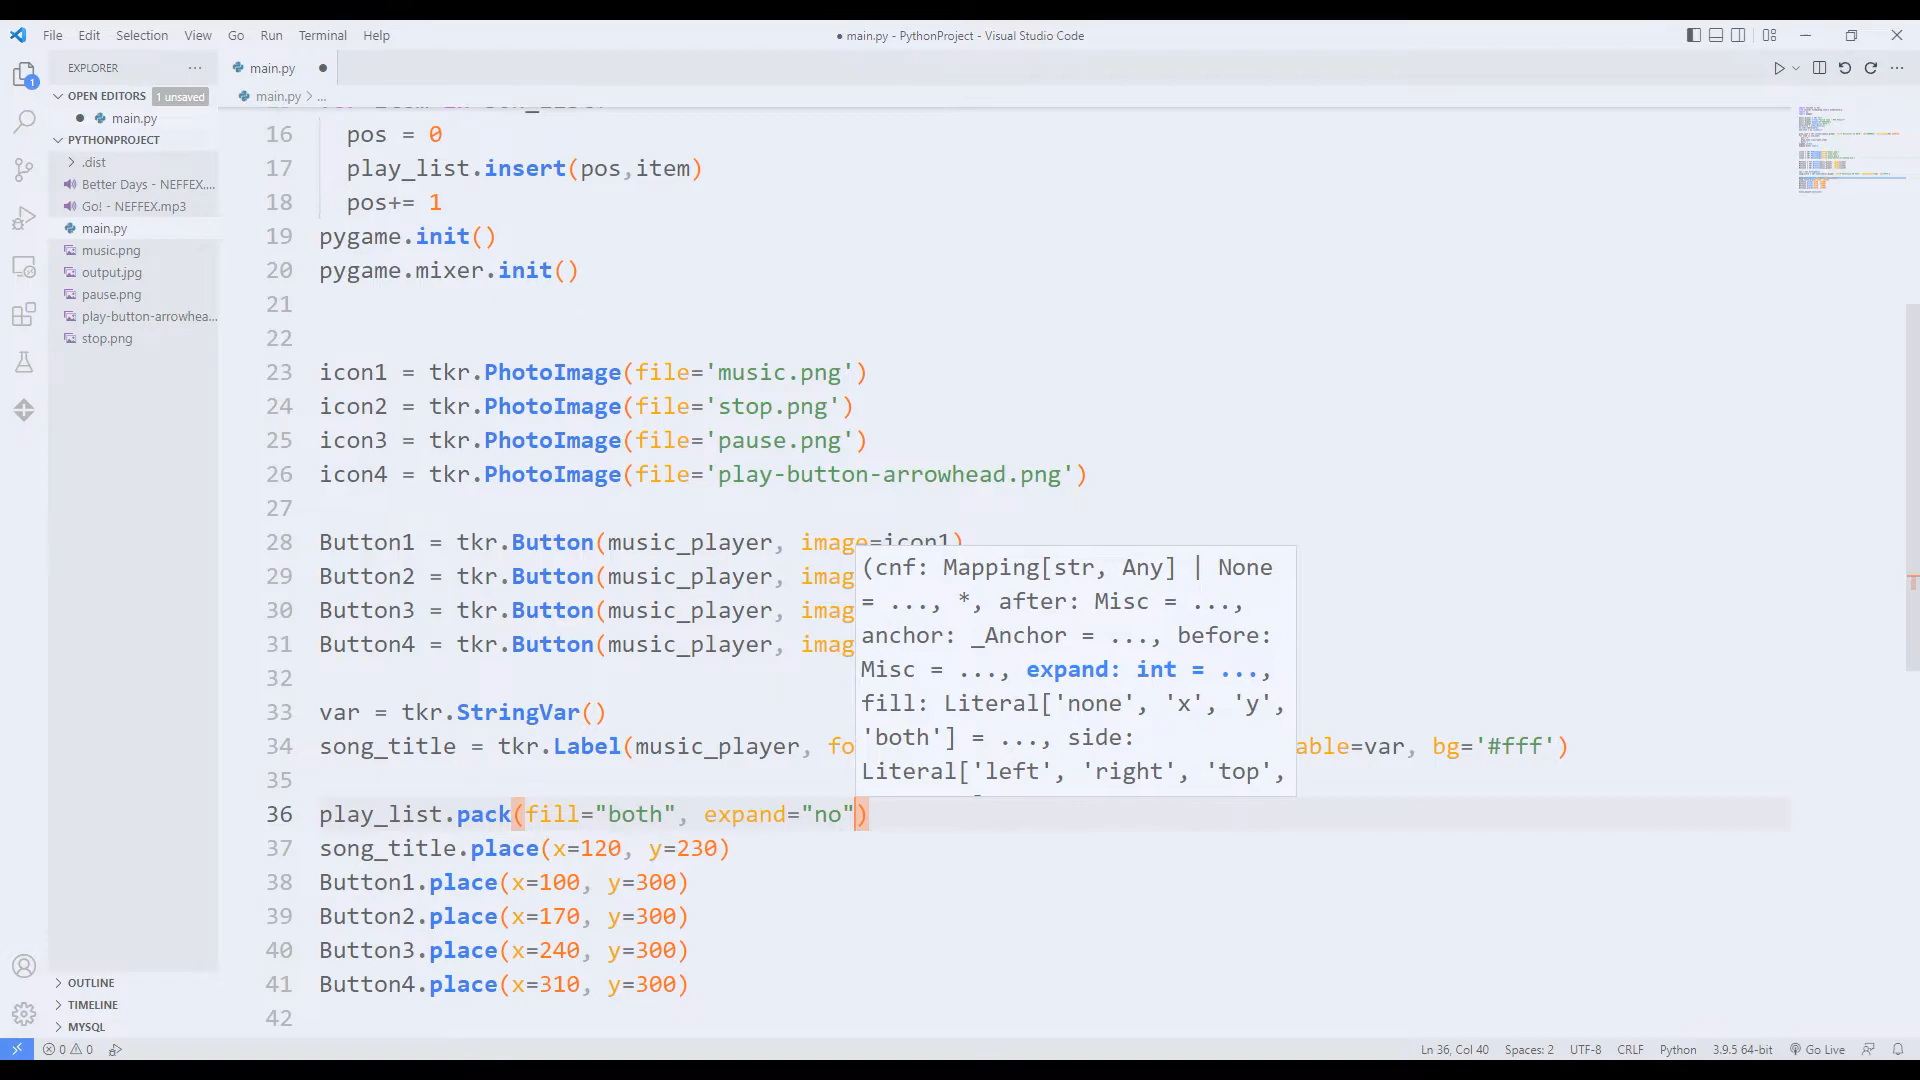 File Edit Selection View Go Run Terminal Help
● main.py - PythonProject - Visual Studio Code
EXPLORER
main.py
OPEN EDITORS 1 unsaved
main.py
main.py > ...
PYTHONPROJECT
.dist
Better Days - NEFFEX....
Go! - NEFFEX.mp3
main.py
music.png
output.jpg
pause.png
play-button-arrowhea...
stop.png
OUTLINE
TIMELINE
MYSQL
16 pos = 0
17 play_list.insert(pos,item)
18 pos+= 1
19 pygame.init()
20 pygame.mixer.init()
21
22
23 icon1 = tkr.PhotoImage(file='music.png')
24 icon2 = tkr.PhotoImage(file='stop.png')
25 icon3 = tkr.PhotoImage(file='pause.png')
26 icon4 = tkr.PhotoImage(file='play-button-arrowhead.png')
27
28 Button1 = tkr.Button(music_player, image=icon1)
29 Button2 = tkr.Button(music_player, imag
30 Button3 = tkr.Button(music_player, imag
31 Button4 = tkr.Button(music_player, imag
32
33 var = tkr.StringVar()
34 song_title = tkr.Label(music_player, fo able=var, bg='#fff')
35
36 play_list.pack(fill="both", expand="no")
37 song_title.place(x=120, y=230)
38 Button1.place(x=100, y=300)
39 Button2.place(x=170, y=300)
40 Button3.place(x=240, y=300)
41 Button4.place(x=310, y=300)
42
(cnf: Mapping[str, Any] | None
= ..., *, after: Misc = ...,
anchor: _Anchor = ..., before:
Misc = ..., expand: int = ...,
fill: Literal['none', 'x', 'y',
'both'] = ..., side:
Literal['left', 'right', 'top',
0 0
Ln 36, Col 40 Spaces: 2 UTF-8 CRLF Python 3.9.5 64-bit Go Live
1